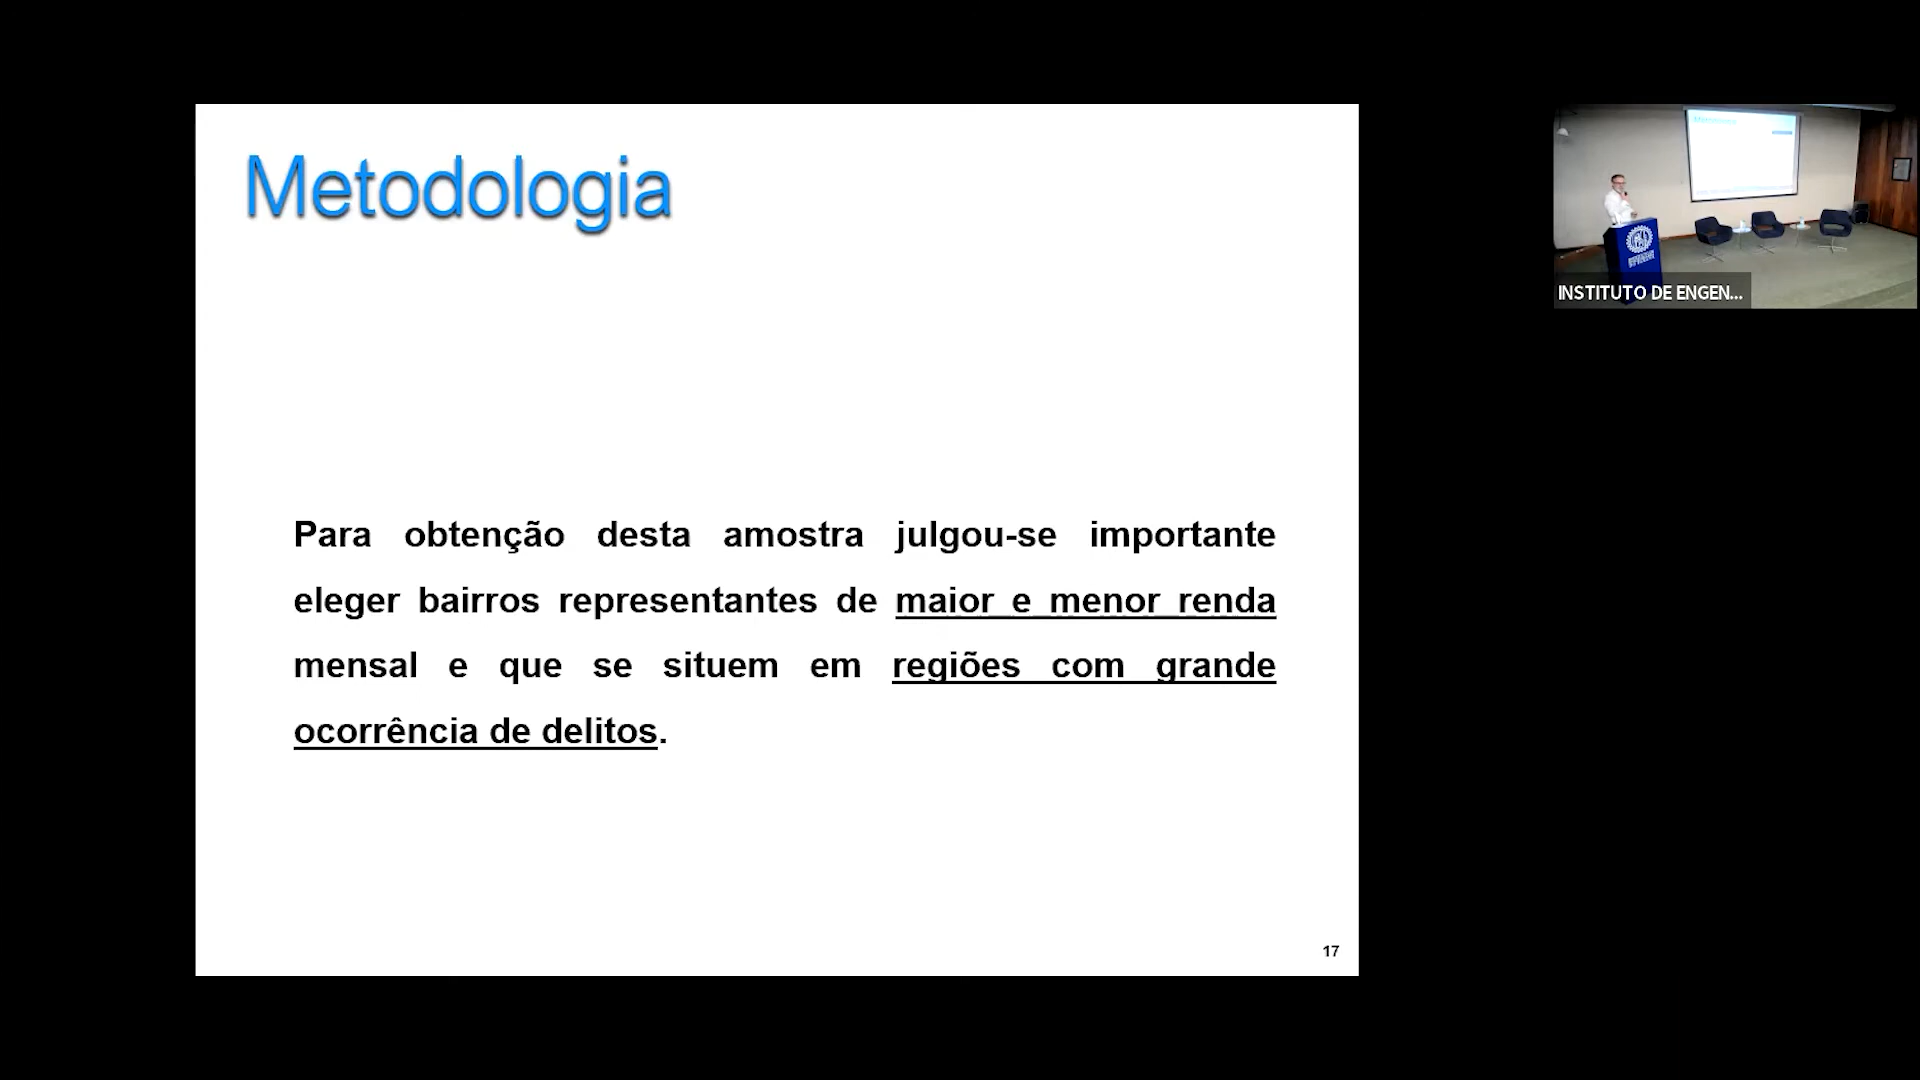 Metodologia
Para obtenção desta amostra julgou-se importante
eleger bairros representantes de maior e menor renda
mensal e que se situem em regiões com grande
ocorrência de delitos.
17
INSTITUTO DE ENGEN...